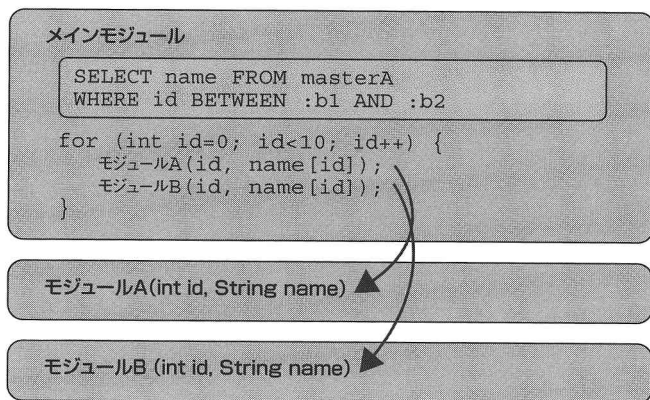 メインモジュール
SELECT name FROM masterA
WHERE id BETWEEN :b1 AND :b2
for (int id=0; id<10; id++) {
モジュールA(id, name[id]);
モジュールB(id, name[id]);
}
モジュールA(int id, String name)
モジュールB (int id, String name)